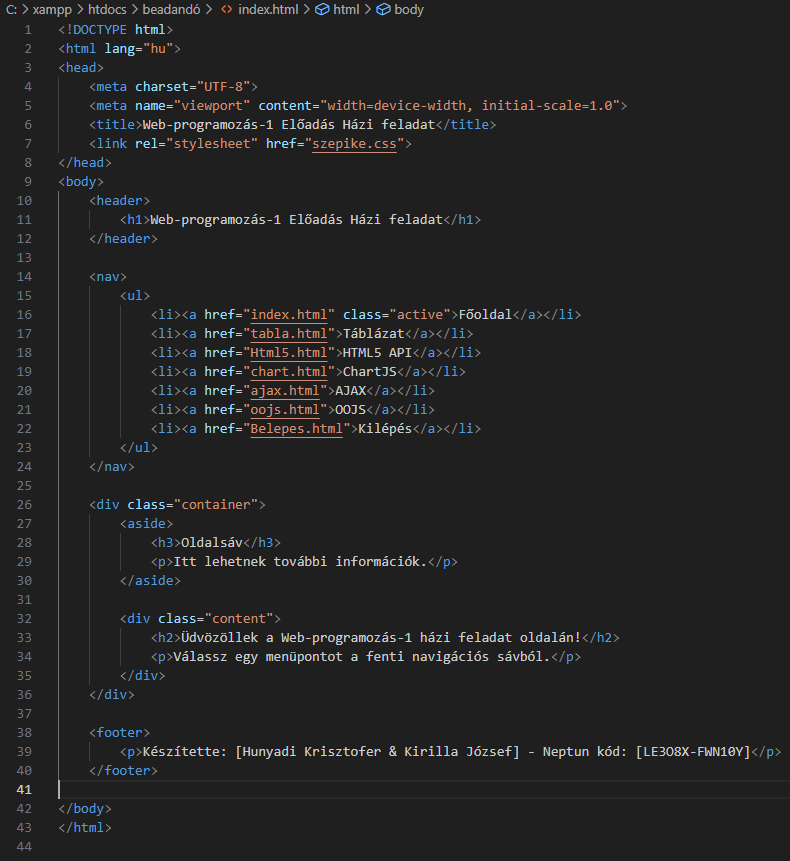 C: > xampp > htdocs > beadandó > <> index.html > html > body
1 <!DOCTYPE html>
2 <html lang="hu">
3 <head>
4     <meta charset="UTF-8">
5     <meta name="viewport" content="width=device-width, initial-scale=1.0">
6     <title>Web-programozás-1 Előadás Házi feladat</title>
7     <link rel="stylesheet" href="szepike.css">
8 </head>
9 <body>
10     <header>
11         <h1>Web-programozás-1 Előadás Házi feladat</h1>
12     </header>
13
14     <nav>
15         <ul>
16             <li><a href="index.html" class="active">Főoldal</a></li>
17             <li><a href="tabla.html">Táblázat</a></li>
18             <li><a href="Html5.html">HTML5 API</a></li>
19             <li><a href="chart.html">ChartJS</a></li>
20             <li><a href="ajax.html">AJAX</a></li>
21             <li><a href="oojs.html">OOJS</a></li>
22             <li><a href="Belepes.html">Kilépés</a></li>
23         </ul>
24     </nav>
25
26     <div class="container">
27         <aside>
28             <h3>Oldalsáv</h3>
29             <p>Itt lehetnek további információk.</p>
30         </aside>
31
32         <div class="content">
33             <h2>Üdvözöllek a Web-programozás-1 házi feladat oldalán!</h2>
34             <p>Válassz egy menüpontot a fenti navigációs sávból.</p>
35         </div>
36     </div>
37
38     <footer>
39         <p>Készítette: [Hunyadi Krisztofer & Kirilla József] - Neptun kód: [LE3O8X-FWN10Y]</p>
40     </footer>
41
42 </body>
43 </html>
44